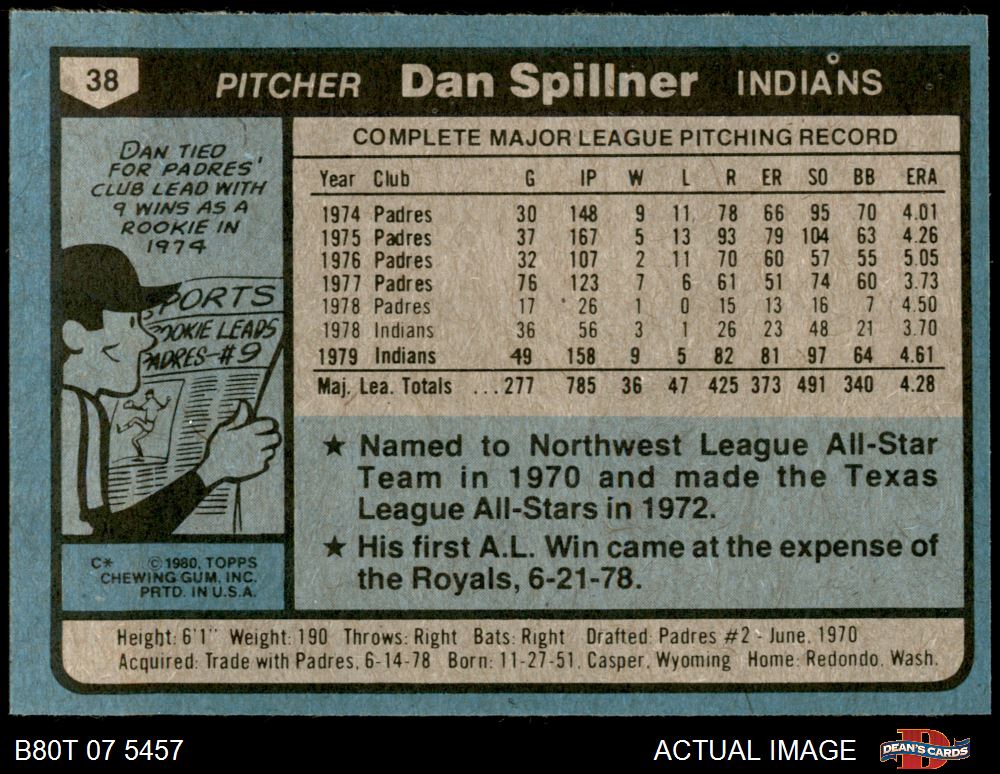 38 PITCHER Dan Spillner INDIANS
DAN TIED
FOR PADRES'
CLUB LEAD WITH
9 WINS AS A
ROOKIE IN
1974
SPORTS
ROOKIE LEADS
PADRES-#9
C* © 1980, TOPPS
CHEWING GUM, INC.
PRTD. IN U.S.A.
COMPLETE MAJOR LEAGUE PITCHING RECORD
Year Club G IP W L R ER SO BB ERA
1974 Padres 30 148 9 11 78 66 95 70 4.01
1975 Padres 37 167 5 13 93 79 104 63 4.26
1976 Padres 32 107 2 11 70 60 57 55 5.05
1977 Padres 76 123 7 6 61 51 74 60 3.73
1978 Padres 17 26 1 0 15 13 16 7 4.50
1978 Indians 36 56 3 1 26 23 48 21 3.70
1979 Indians 49 158 9 5 82 81 97 64 4.61
Maj. Lea. Totals ...277 785 36 47 425 373 491 340 4.28
★ Named to Northwest League All-Star
Team in 1970 and made the Texas
League All-Stars in 1972.
★ His first A.L. Win came at the expense of
the Royals, 6-21-78.
Height: 6'1" Weight: 190 Throws: Right Bats: Right Drafted: Padres #2 - June, 1970
Acquired: Trade with Padres, 6-14-78 Born: 11-27-51, Casper, Wyoming Home: Redondo, Wash.
B80T 07 5457 ACTUAL IMAGE DEAN'S CARDS